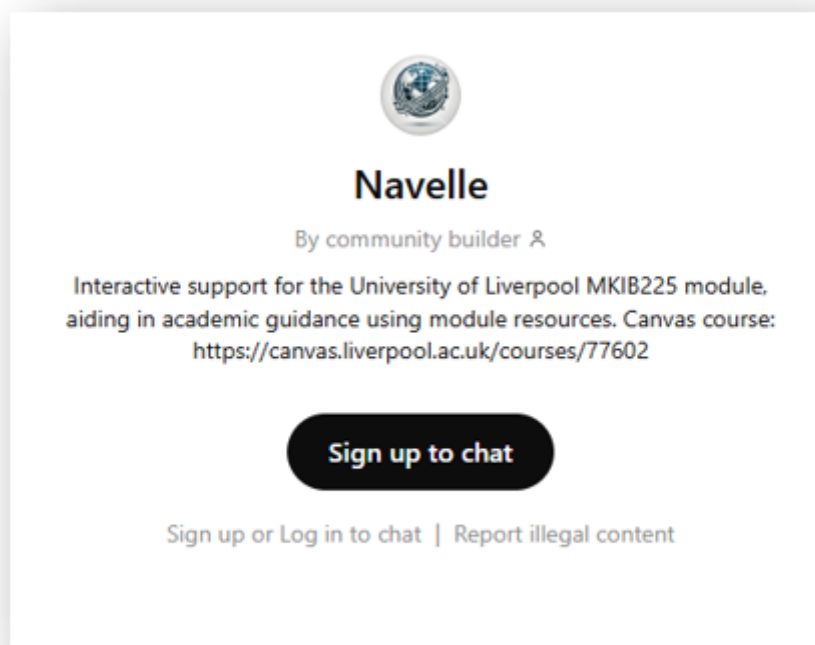 Navelle
By community builder
Interactive support for the University of Liverpool MKIB225 module,
aiding in academic guidance using module resources. Canvas course:
https://canvas.liverpool.ac.uk/courses/77602
Sign up to chat
Sign up or Log in to chat | Report illegal content